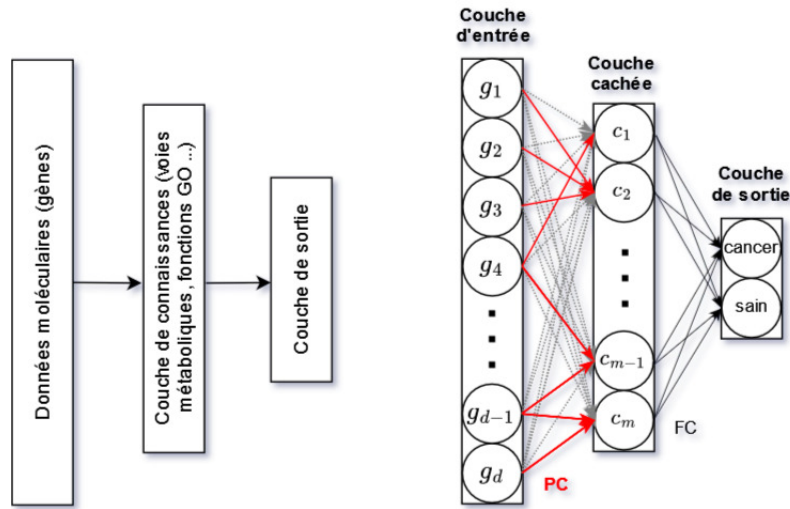 Données moléculaires (gènes)
Couche de connaissances (voies
métaboliques, fonctions GO ...)
Couche de sortie
Couche
d'entrée
g1
g2
g3
g4
gd−1
gd
PC
Couche
cachée
c1
c2
cm−1
cm
FC
Couche
de sortie
cancer
sain